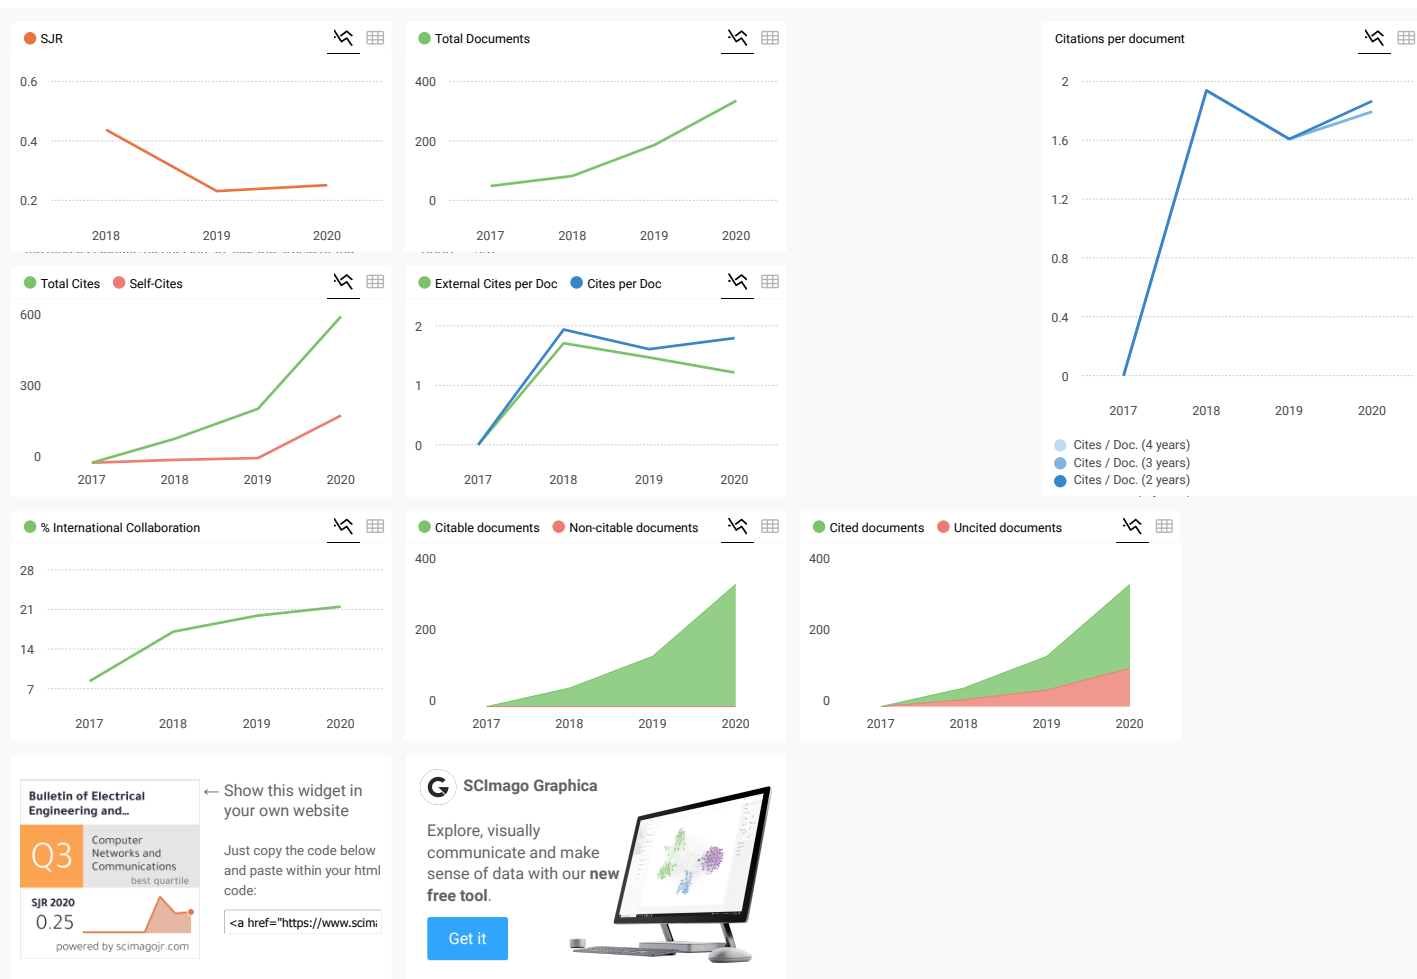 SJR
0.6
0.4
0.2
2018 2019 2020
Total Documents
400
200
0
2017 2018 2019 2020
Citations per document
2
1.6
1.2
0.8
0.4
0
2017 2018 2019 2020
Cites / Doc. (4 years)
Cites / Doc. (3 years)
Cites / Doc. (2 years)
Total Cites Self-Cites
600
300
0
2017 2018 2019 2020
External Cites per Doc Cites per Doc
2
1
0
2017 2018 2019 2020
% International Collaboration
28
21
14
7
2017 2018 2019 2020
Citable documents Non-citable documents
400
200
0
2017 2018 2019 2020
Cited documents Uncited documents
400
200
0
2017 2018 2019 2020
Bulletin of Electrical
Engineering and...
Q3
Computer
Networks and
Communications
best quartile
SJR 2020
0.25
powered by scimagojr.com
← Show this widget in
your own website
Just copy the code below
and paste within your html
code:
<a href="https://www.scim
G
SCImago Graphica
Explore, visually
communicate and make
sense of data with our new
free tool.
Get it